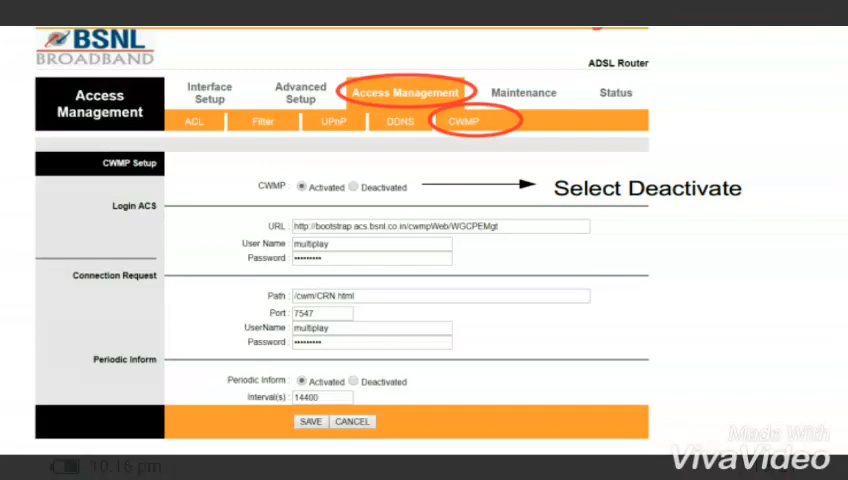 BSNL
BROADBAND
ADSL Router
Access Management
Interface Setup
Advanced Setup
Access Management
Maintenance
Status
ACL
Filter
UPnP
DDNS
CWMP
CWMP Setup
CWMP : Activated Deactivated
Select Deactivate
Login ACS
URL : http://bootstrap.acs.bsnl.co.in/cwmpWeb/WGCPEMgt
User Name : multiplay
Password : •••••••••
Connection Request
Path : /cwm/CRN.html
Port : 7547
UserName : multiplay
Password : •••••••••
Periodic Inform
Periodic Inform : Activated Deactivated
Interval(s) : 14400
SAVE CANCEL
Made With
VivaVideo
10.16 pm